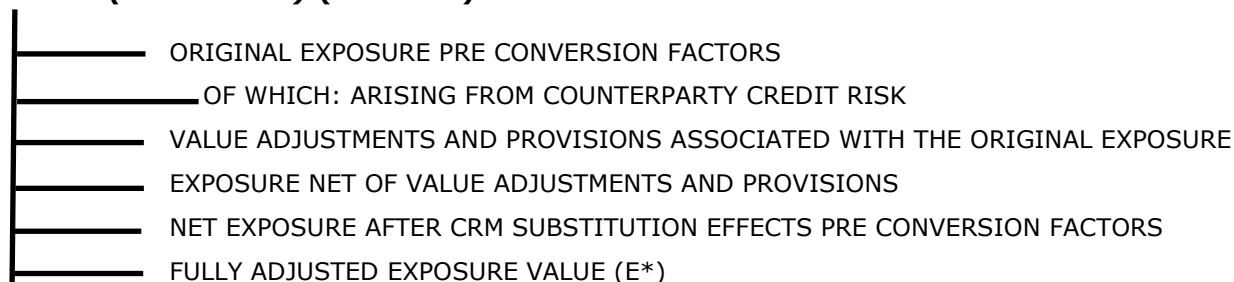 ORIGINAL EXPOSURE PRE CONVERSION FACTORS
OF WHICH: ARISING FROM COUNTERPARTY CREDIT RISK
VALUE ADJUSTMENTS AND PROVISIONS ASSOCIATED WITH THE ORIGINAL EXPOSURE
EXPOSURE NET OF VALUE ADJUSTMENTS AND PROVISIONS
NET EXPOSURE AFTER CRM SUBSTITUTION EFFECTS PRE CONVERSION FACTORS
FULLY ADJUSTED EXPOSURE VALUE (E*)